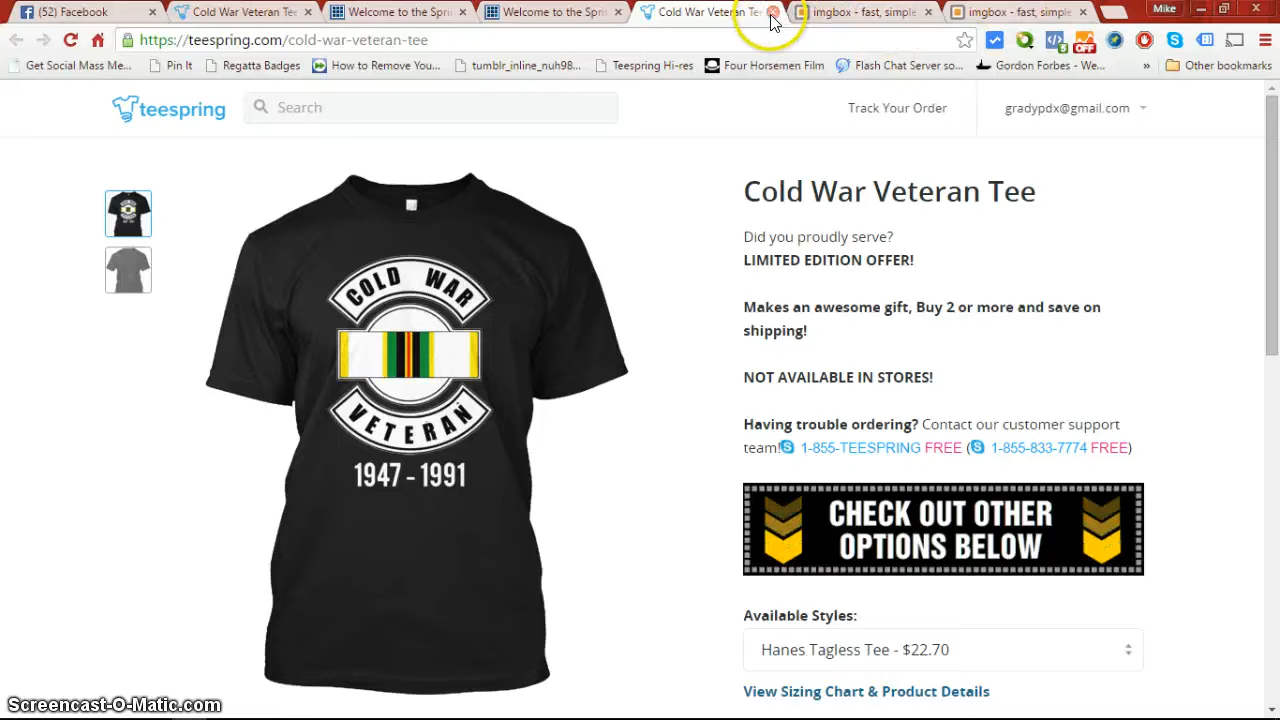 (52) Facebook
Cold War Veteran Tee
Welcome to the Sprin
Welcome to the Sprin
Cold War Veteran Tee
imgbox - fast, simple
imgbox - fast, simple
Mike
https://teespring.com/cold-war-veteran-tee
OFF
Get Social Mass Me...
Pin It
Regatta Badges
How to Remove You...
tumblr_inline_nuh98...
Teespring Hi-res
Four Horsemen Film
Flash Chat Server so...
Gordon Forbes - We...
»
Other bookmarks
teespring
Search
Track Your Order
gradypdx@gmail.com
Cold War Veteran Tee
Did you proudly serve?
LIMITED EDITION OFFER!
Makes an awesome gift, Buy 2 or more and save on
shipping!
NOT AVAILABLE IN STORES!
Having trouble ordering? Contact our customer support
team! 1-855-TEESPRING FREE ( 1-855-833-7774 FREE)
COLD WAR
VETERAN
1947 - 1991
CHECK OUT OTHER
OPTIONS BELOW
Available Styles:
Hanes Tagless Tee - $22.70
View Sizing Chart & Product Details
Screencast-O-Matic.com